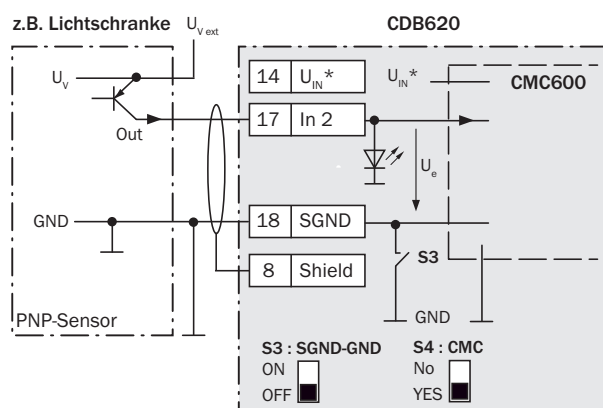 z.B. Lichtschranke
U_V ext
CDB620
U_V
Out
14 U_IN*
U_IN*
CMC600
17 In 2
U_e
GND
18 SGND
S3
8 Shield
PNP-Sensor
GND
S3 : SGND-GND
S4 : CMC
ON
No
OFF
YES